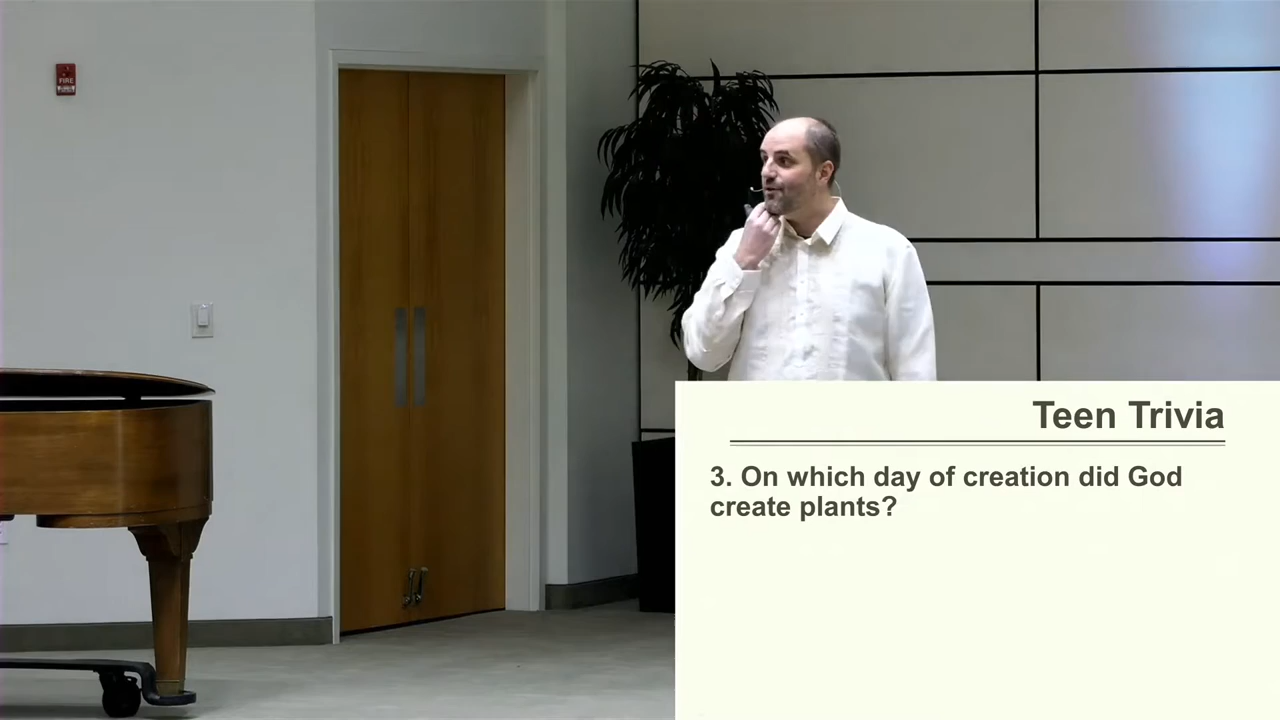 FIRE
Teen Trivia
3. On which day of creation did God
create plants?